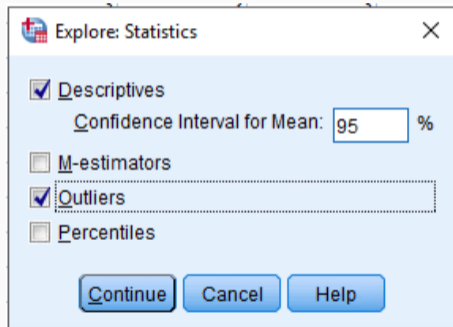 Explore: Statistics
Descriptives
Confidence Interval for Mean: 95 %
M-estimators
Outliers
Percentiles
Continue Cancel Help